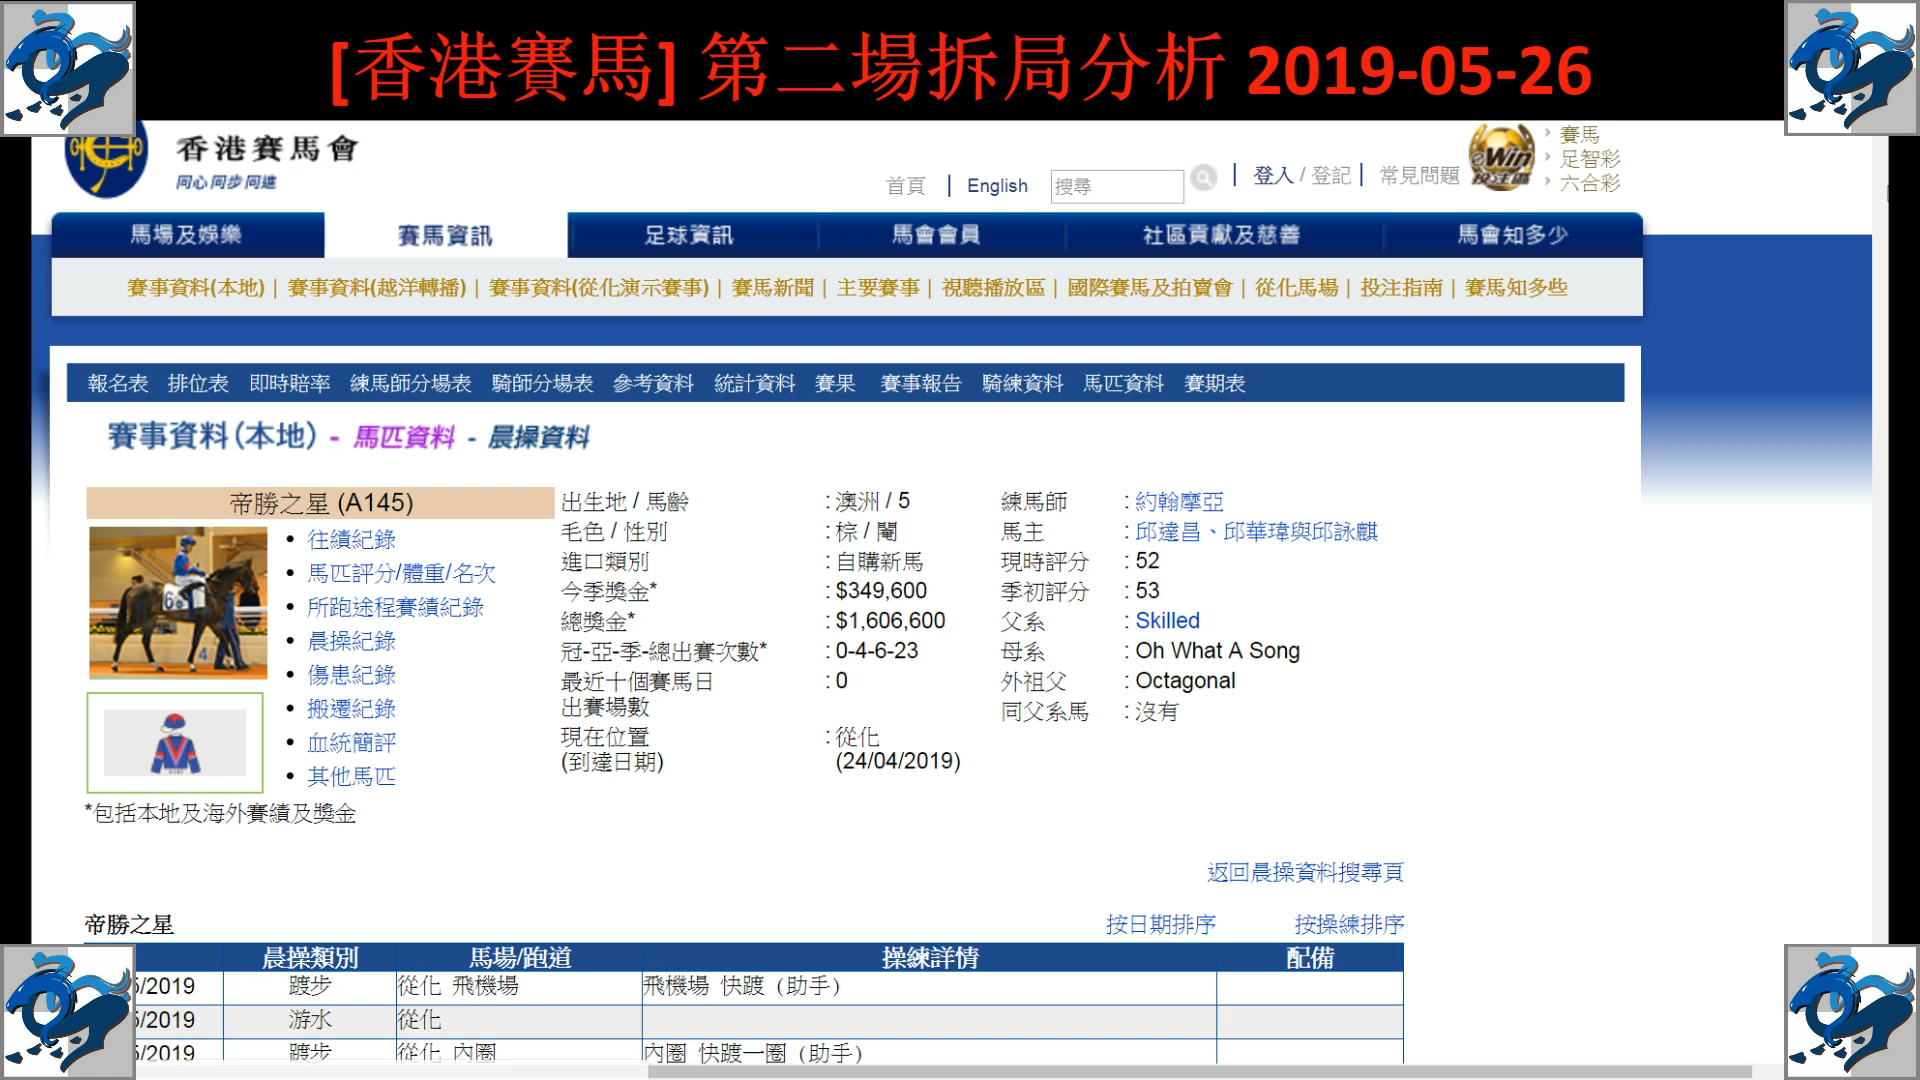 [香港賽馬] 第二場拆局分析 2019-05-26
香港賽馬會
同心同步同進
首頁 | English 搜尋 | 登入 / 登記 | 常見問題
eWin 投注區
賽馬
足智彩
六合彩
馬場及娛樂 賽馬資訊 足球資訊 馬會會員 社區貢獻及慈善 馬會知多少
賽事資料(本地) | 賽事資料(越洋轉播) | 賽事資料(從化演示賽事) | 賽馬新聞 | 主要賽事 | 視聽播放區 | 國際賽馬及拍賣會 | 從化馬場 | 投注指南 | 賽馬知多些
報名表 排位表 即時賠率 練馬師分場表 騎師分場表 參考資料 統計資料 賽果 賽事報告 騎練資料 馬匹資料 賽期表
賽事資料(本地) - 馬匹資料 - 晨操資料
帝勝之星 (A145)
• 往績紀錄
• 馬匹評分/體重/名次
• 所跑途程賽績紀錄
• 晨操紀錄
• 傷患紀錄
• 搬遷紀錄
• 血統簡評
• 其他馬匹
*包括本地及海外賽績及獎金
出生地 / 馬齡 : 澳洲 / 5
毛色 / 性別 : 棕 / 閹
進口類別 : 自購新馬
今季獎金* : $349,600
總獎金* : $1,606,600
冠-亞-季-總出賽次數* : 0-4-6-23
最近十個賽馬日 : 0
出賽場數
現在位置 : 從化
(到達日期) (24/04/2019)
練馬師 : 約翰摩亞
馬主 : 邱達昌、邱華瑋與邱詠麒
現時評分 : 52
季初評分 : 53
父系 : Skilled
母系 : Oh What A Song
外祖父 : Octagonal
同父系馬 : 沒有
返回晨操資料搜尋頁
帝勝之星 按日期排序 按操練排序
晨操類別 馬場/跑道 操練詳情 配備
5/2019 踱步 從化 飛機場 飛機場 快踱 (助手)
5/2019 游水 從化
5/2019 踱步 從化 內圈 內圈 快踱一圈 (助手)